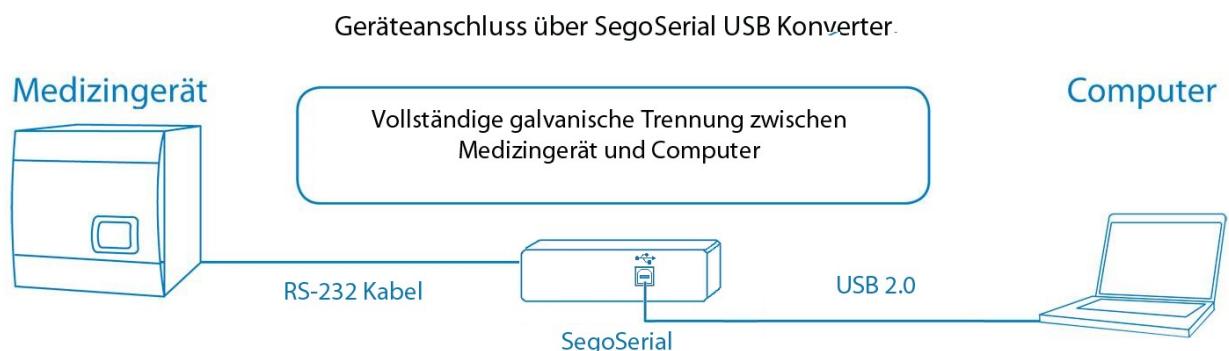 Geräteanschluss über SegoSerial USB Konverter.
Medizingerät
Computer
Vollständige galvanische Trennung zwischen
Medizingerät und Computer
RS-232 Kabel
USB 2.0
SegoSerial